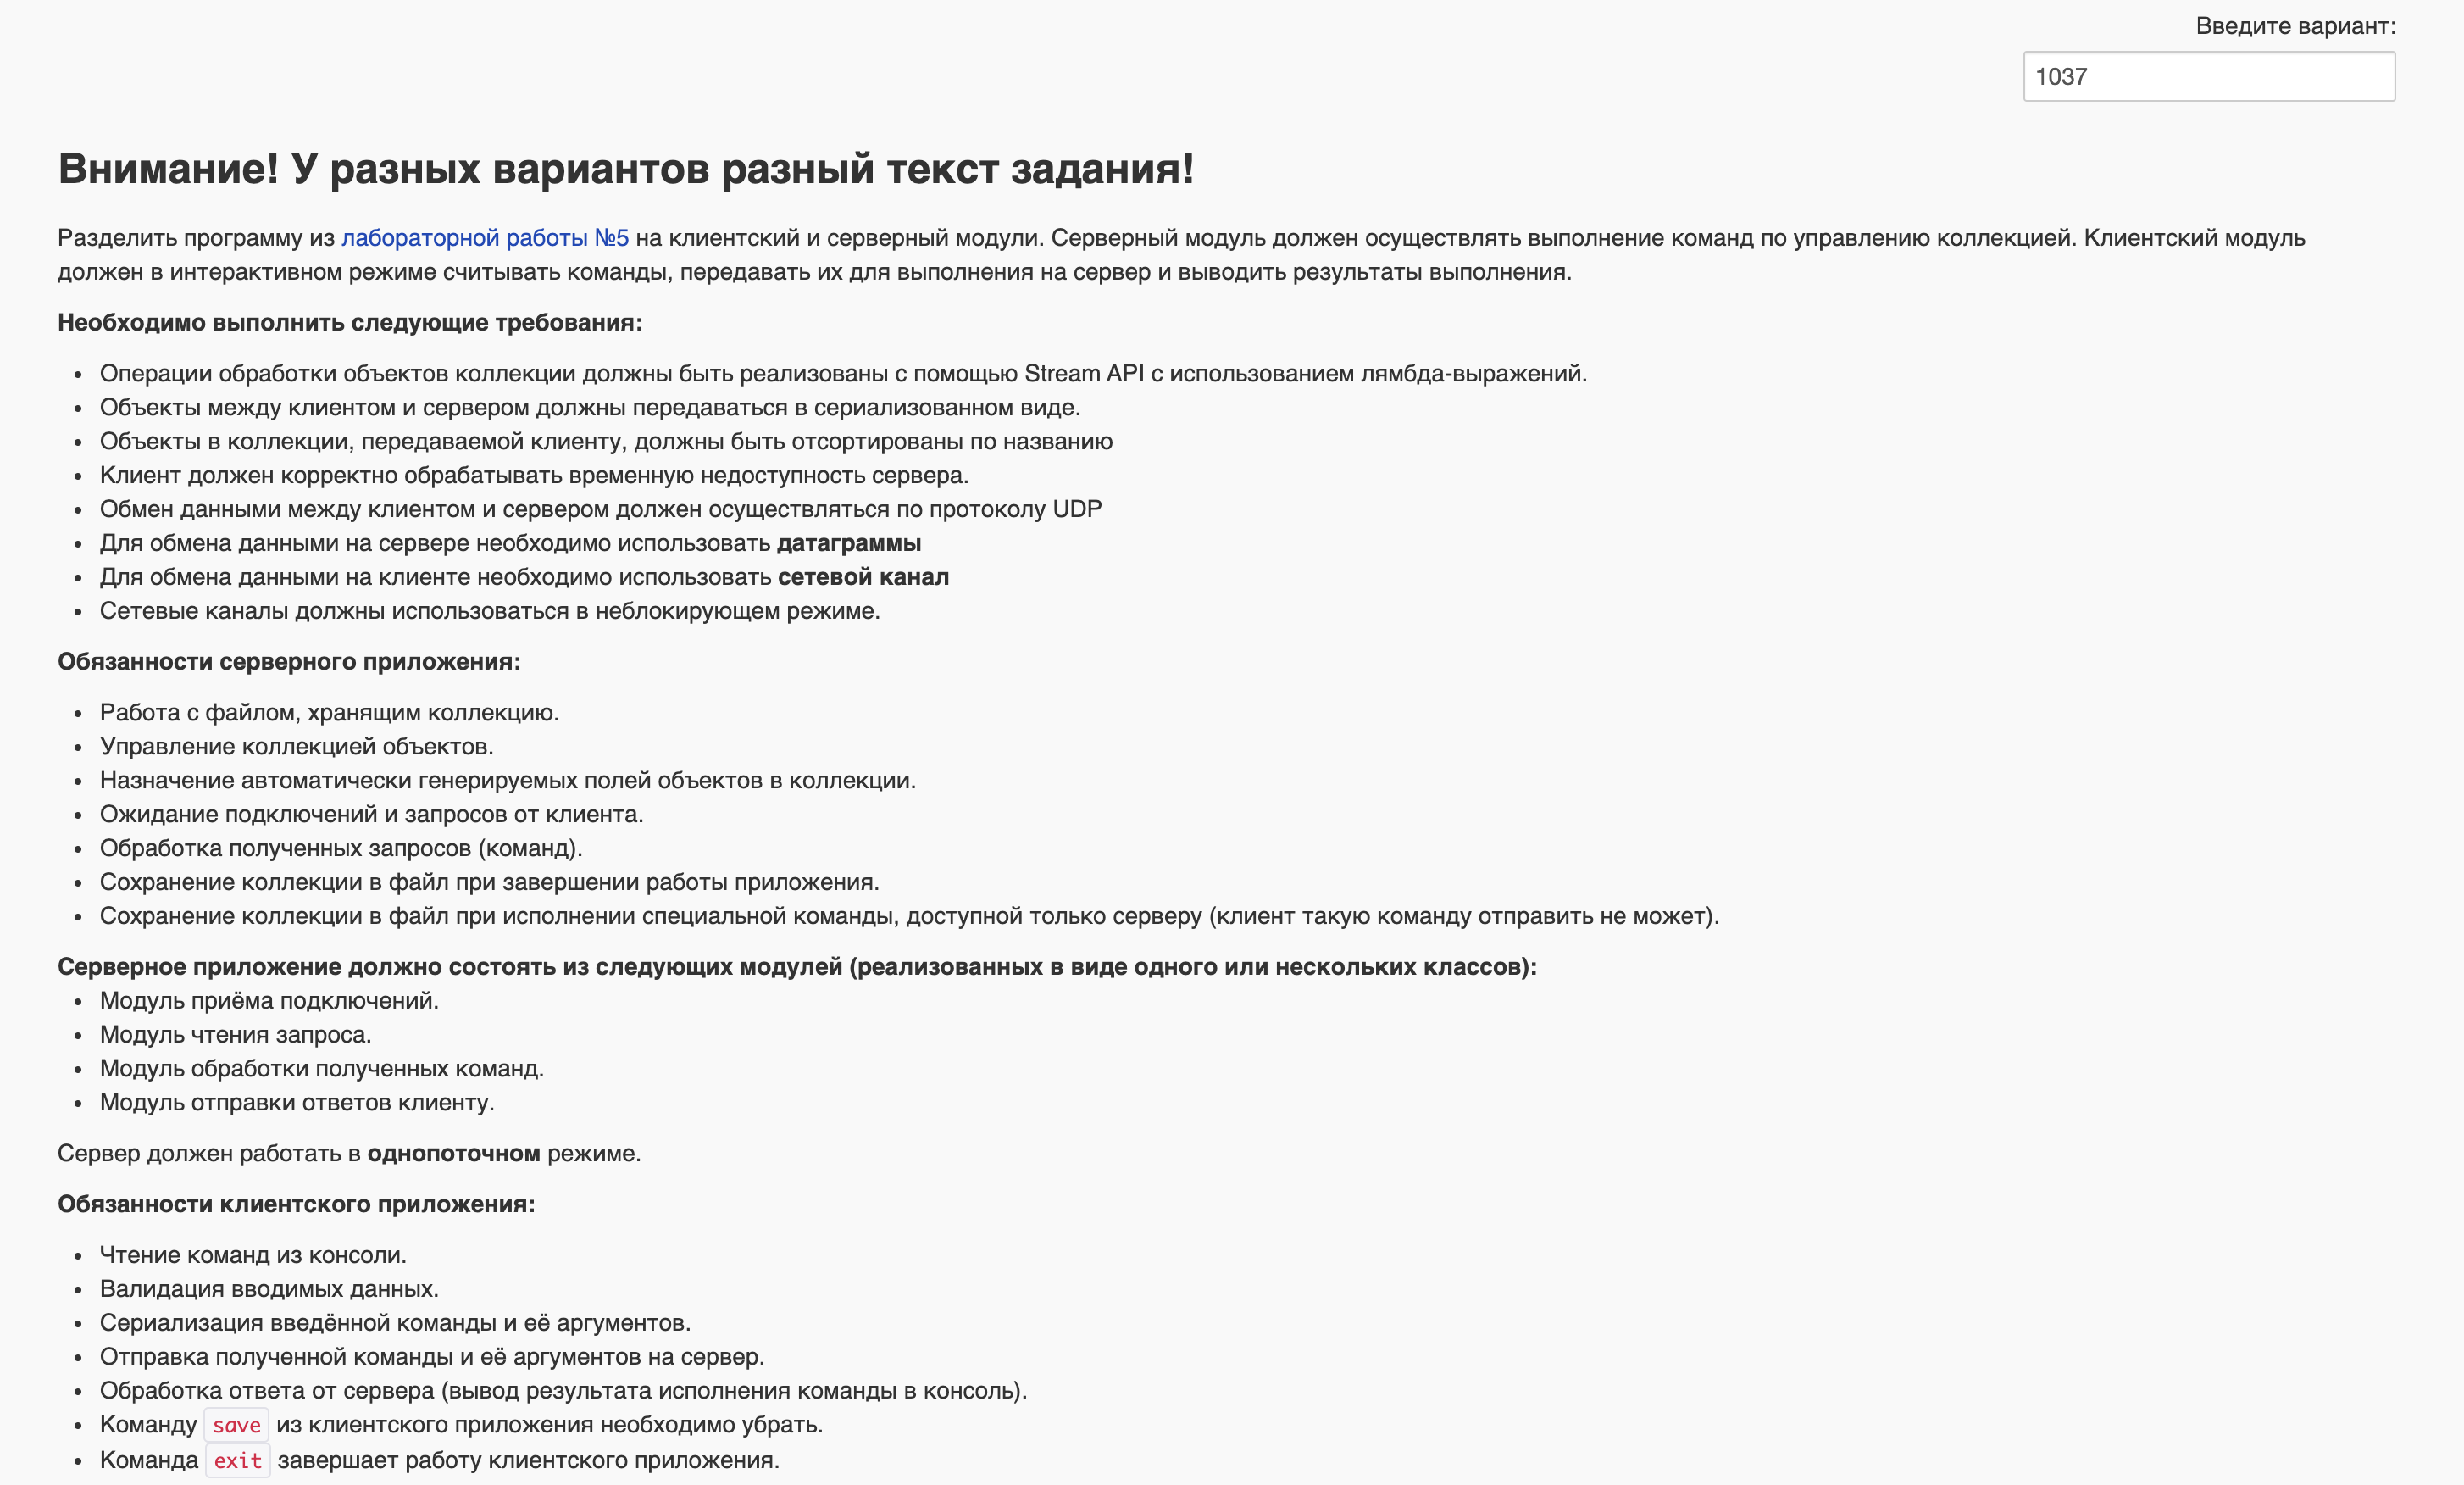 Введите вариант:
1037
Внимание! У разных вариантов разный текст задания!
Разделить программу из лабораторной работы №5 на клиентский и серверный модули. Серверный модуль должен осуществлять выполнение команд по управлению коллекцией. Клиентский модуль
должен в интерактивном режиме считывать команды, передавать их для выполнения на сервер и выводить результаты выполнения.
Необходимо выполнить следующие требования:
• Операции обработки объектов коллекции должны быть реализованы с помощью Stream API с использованием лямбда-выражений.
• Объекты между клиентом и сервером должны передаваться в сериализованном виде.
• Объекты в коллекции, передаваемой клиенту, должны быть отсортированы по названию
• Клиент должен корректно обрабатывать временную недоступность сервера.
• Обмен данными между клиентом и сервером должен осуществляться по протоколу UDP
• Для обмена данными на сервере необходимо использовать датаграммы
• Для обмена данными на клиенте необходимо использовать сетевой канал
• Сетевые каналы должны использоваться в неблокирующем режиме.
Обязанности серверного приложения:
• Работа с файлом, хранящим коллекцию.
• Управление коллекцией объектов.
• Назначение автоматически генерируемых полей объектов в коллекции.
• Ожидание подключений и запросов от клиента.
• Обработка полученных запросов (команд).
• Сохранение коллекции в файл при завершении работы приложения.
• Сохранение коллекции в файл при исполнении специальной команды, доступной только серверу (клиент такую команду отправить не может).
Серверное приложение должно состоять из следующих модулей (реализованных в виде одного или нескольких классов):
• Модуль приёма подключений.
• Модуль чтения запроса.
• Модуль обработки полученных команд.
• Модуль отправки ответов клиенту.
Сервер должен работать в однопоточном режиме.
Обязанности клиентского приложения:
• Чтение команд из консоли.
• Валидация вводимых данных.
• Сериализация введённой команды и её аргументов.
• Отправка полученной команды и её аргументов на сервер.
• Обработка ответа от сервера (вывод результата исполнения команды в консоль).
• Команду save из клиентского приложения необходимо убрать.
• Команда exit завершает работу клиентского приложения.